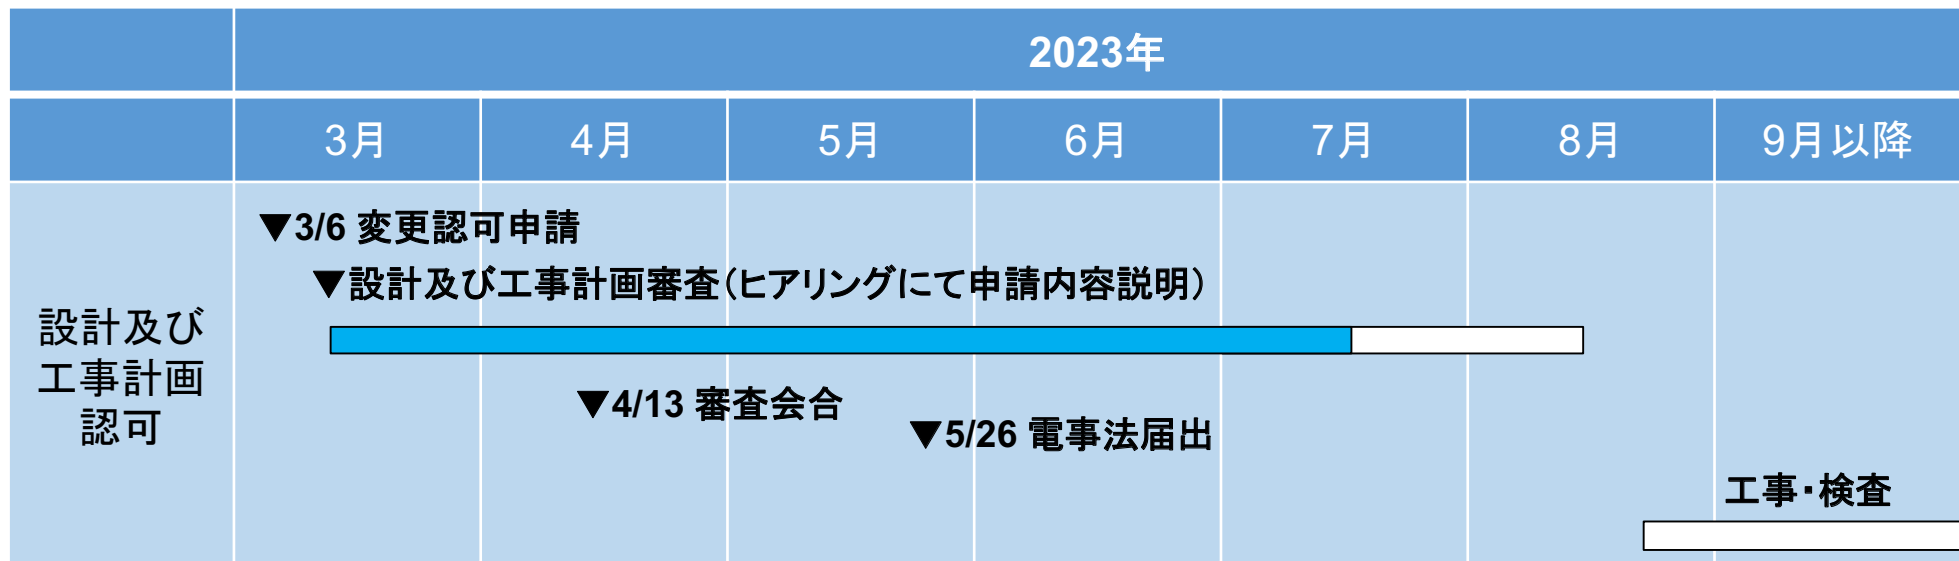 2023年
3月 4月 5月 6月 7月 8月 9月以降
▼3/6 変更認可申請
▼設計及び工事計画審査(ヒアリングにて申請内容説明)
設計及び
工事計画
認可
▼4/13 審査会合
▼5/26 電事法届出
工事・検査